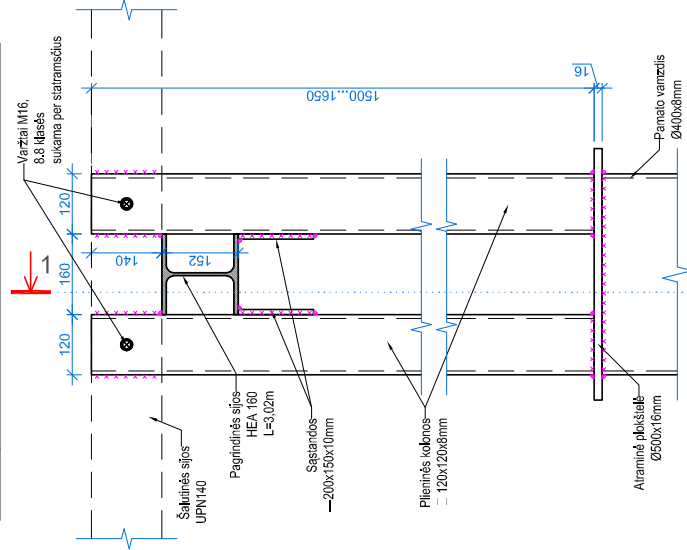 Varžtai M16,
8.8 klasės
sukama per statramsčius
1
120
160
120
140
152
1500...1650
16
Šalutinės sijos
UPN140
Pagrindinės sijos
HEA 160
L=3,02m
Sąstandos
—200x150x10mm
Plieninės kolonos
□ 120x120x8mm
Atraminė plokštelė
Ø500x16mm
Pamato vamzdis
Ø400x8mm